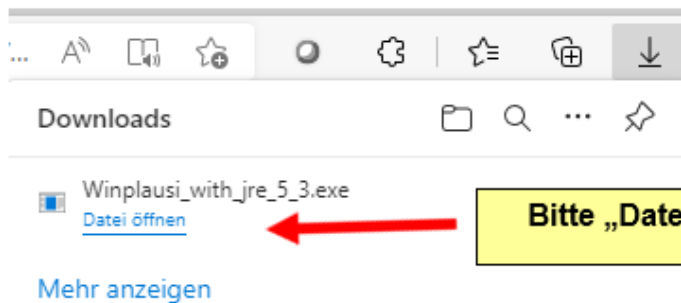 Downloads
Winplausi_with_jre_5_3.exe
Datei öffnen
Bitte „Date
Mehr anzeigen